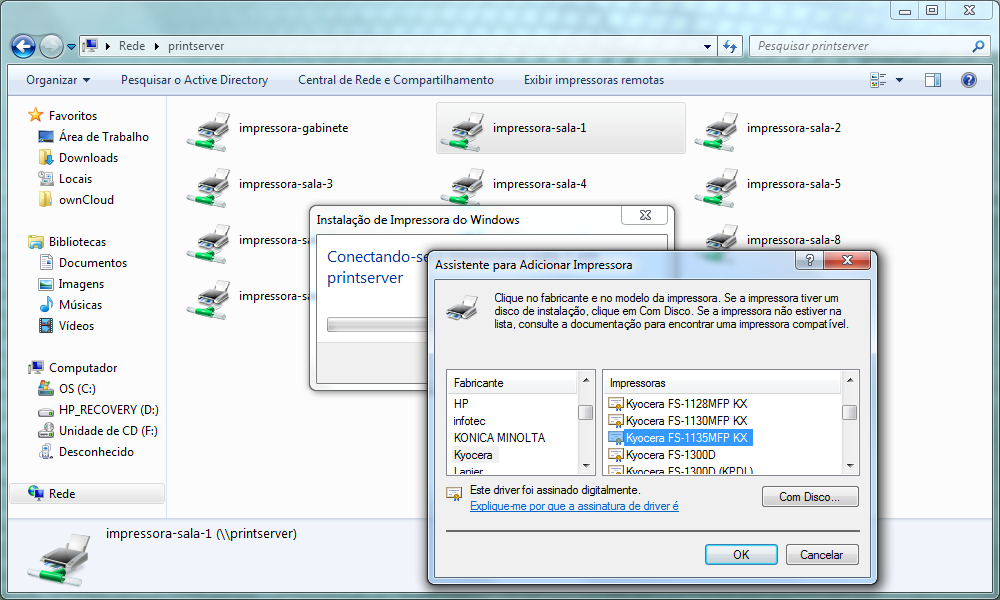 Rede ▸ printserver
Pesquisar printserver
Organizar
Pesquisar o Active Directory
Central de Rede e Compartilhamento
Exibir impressoras remotas
Favoritos
Área de Trabalho
Downloads
Locais
ownCloud
Bibliotecas
Documentos
Imagens
Músicas
Vídeos
Computador
OS (C:)
HP_RECOVERY (D:)
Unidade de CD (F:)
Desconhecido
Rede
impressora-gabinete
impressora-sala-1
impressora-sala-2
impressora-sala-3
impressora-sala-4
impressora-sala-5
impressora-sa
impressora-sala-8
impressora-sa
Instalação de Impressora do Windows
Conectando-se
printserver
Assistente para Adicionar Impressora
Clique no fabricante e no modelo da impressora. Se a impressora tiver um
disco de instalação, clique em Com Disco. Se a impressora não estiver na
lista, consulte a documentação para encontrar uma impressora compatível.
Fabricante
HP
infotec
KONICA MINOLTA
Kyocera
Lanier
Impressoras
Kyocera FS-1128MFP KX
Kyocera FS-1130MFP KX
Kyocera FS-1135MFP KX
Kyocera FS-1300D
Kyocera FS-1300D (KPDL)
Este driver foi assinado digitalmente.
Explique-me por que a assinatura de driver é
Com Disco...
OK
Cancelar
impressora-sala-1 (\\printserver)